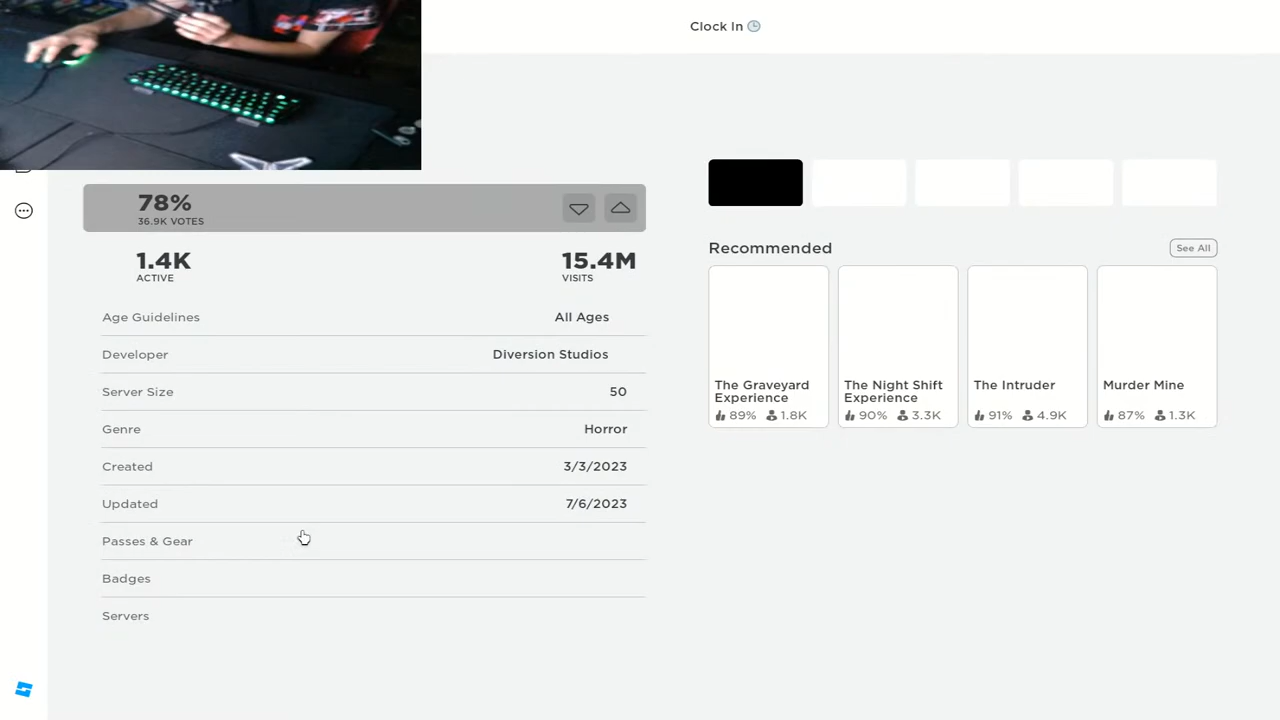 Clock In
78%
36.9K VOTES
1.4K
ACTIVE
15.4M
VISITS
Age Guidelines All Ages
Developer Diversion Studios
Server Size 50
Genre Horror
Created 3/3/2023
Updated 7/6/2023
Passes & Gear
Badges
Servers
Recommended See All
The Graveyard
Experience
89% 1.8K
The Night Shift
Experience
90% 3.3K
The Intruder
91% 4.9K
Murder Mine
87% 1.3K